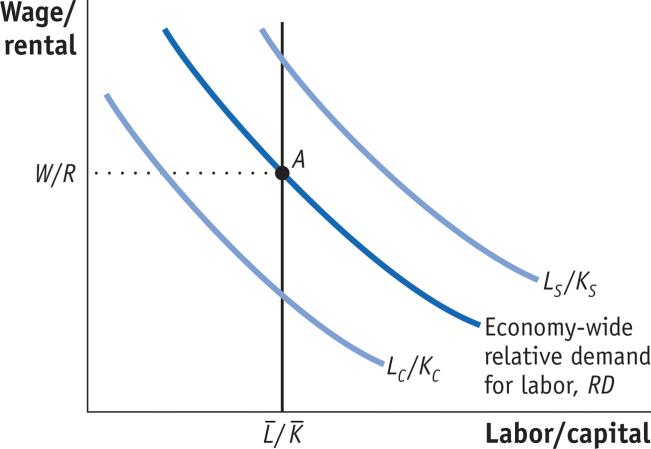 Wage/
rental
A
W/R
L_S/K_S
Economy-wide
relative demand
for labor, RD
L_C/K_C
L̅/K̅
Labor/capital